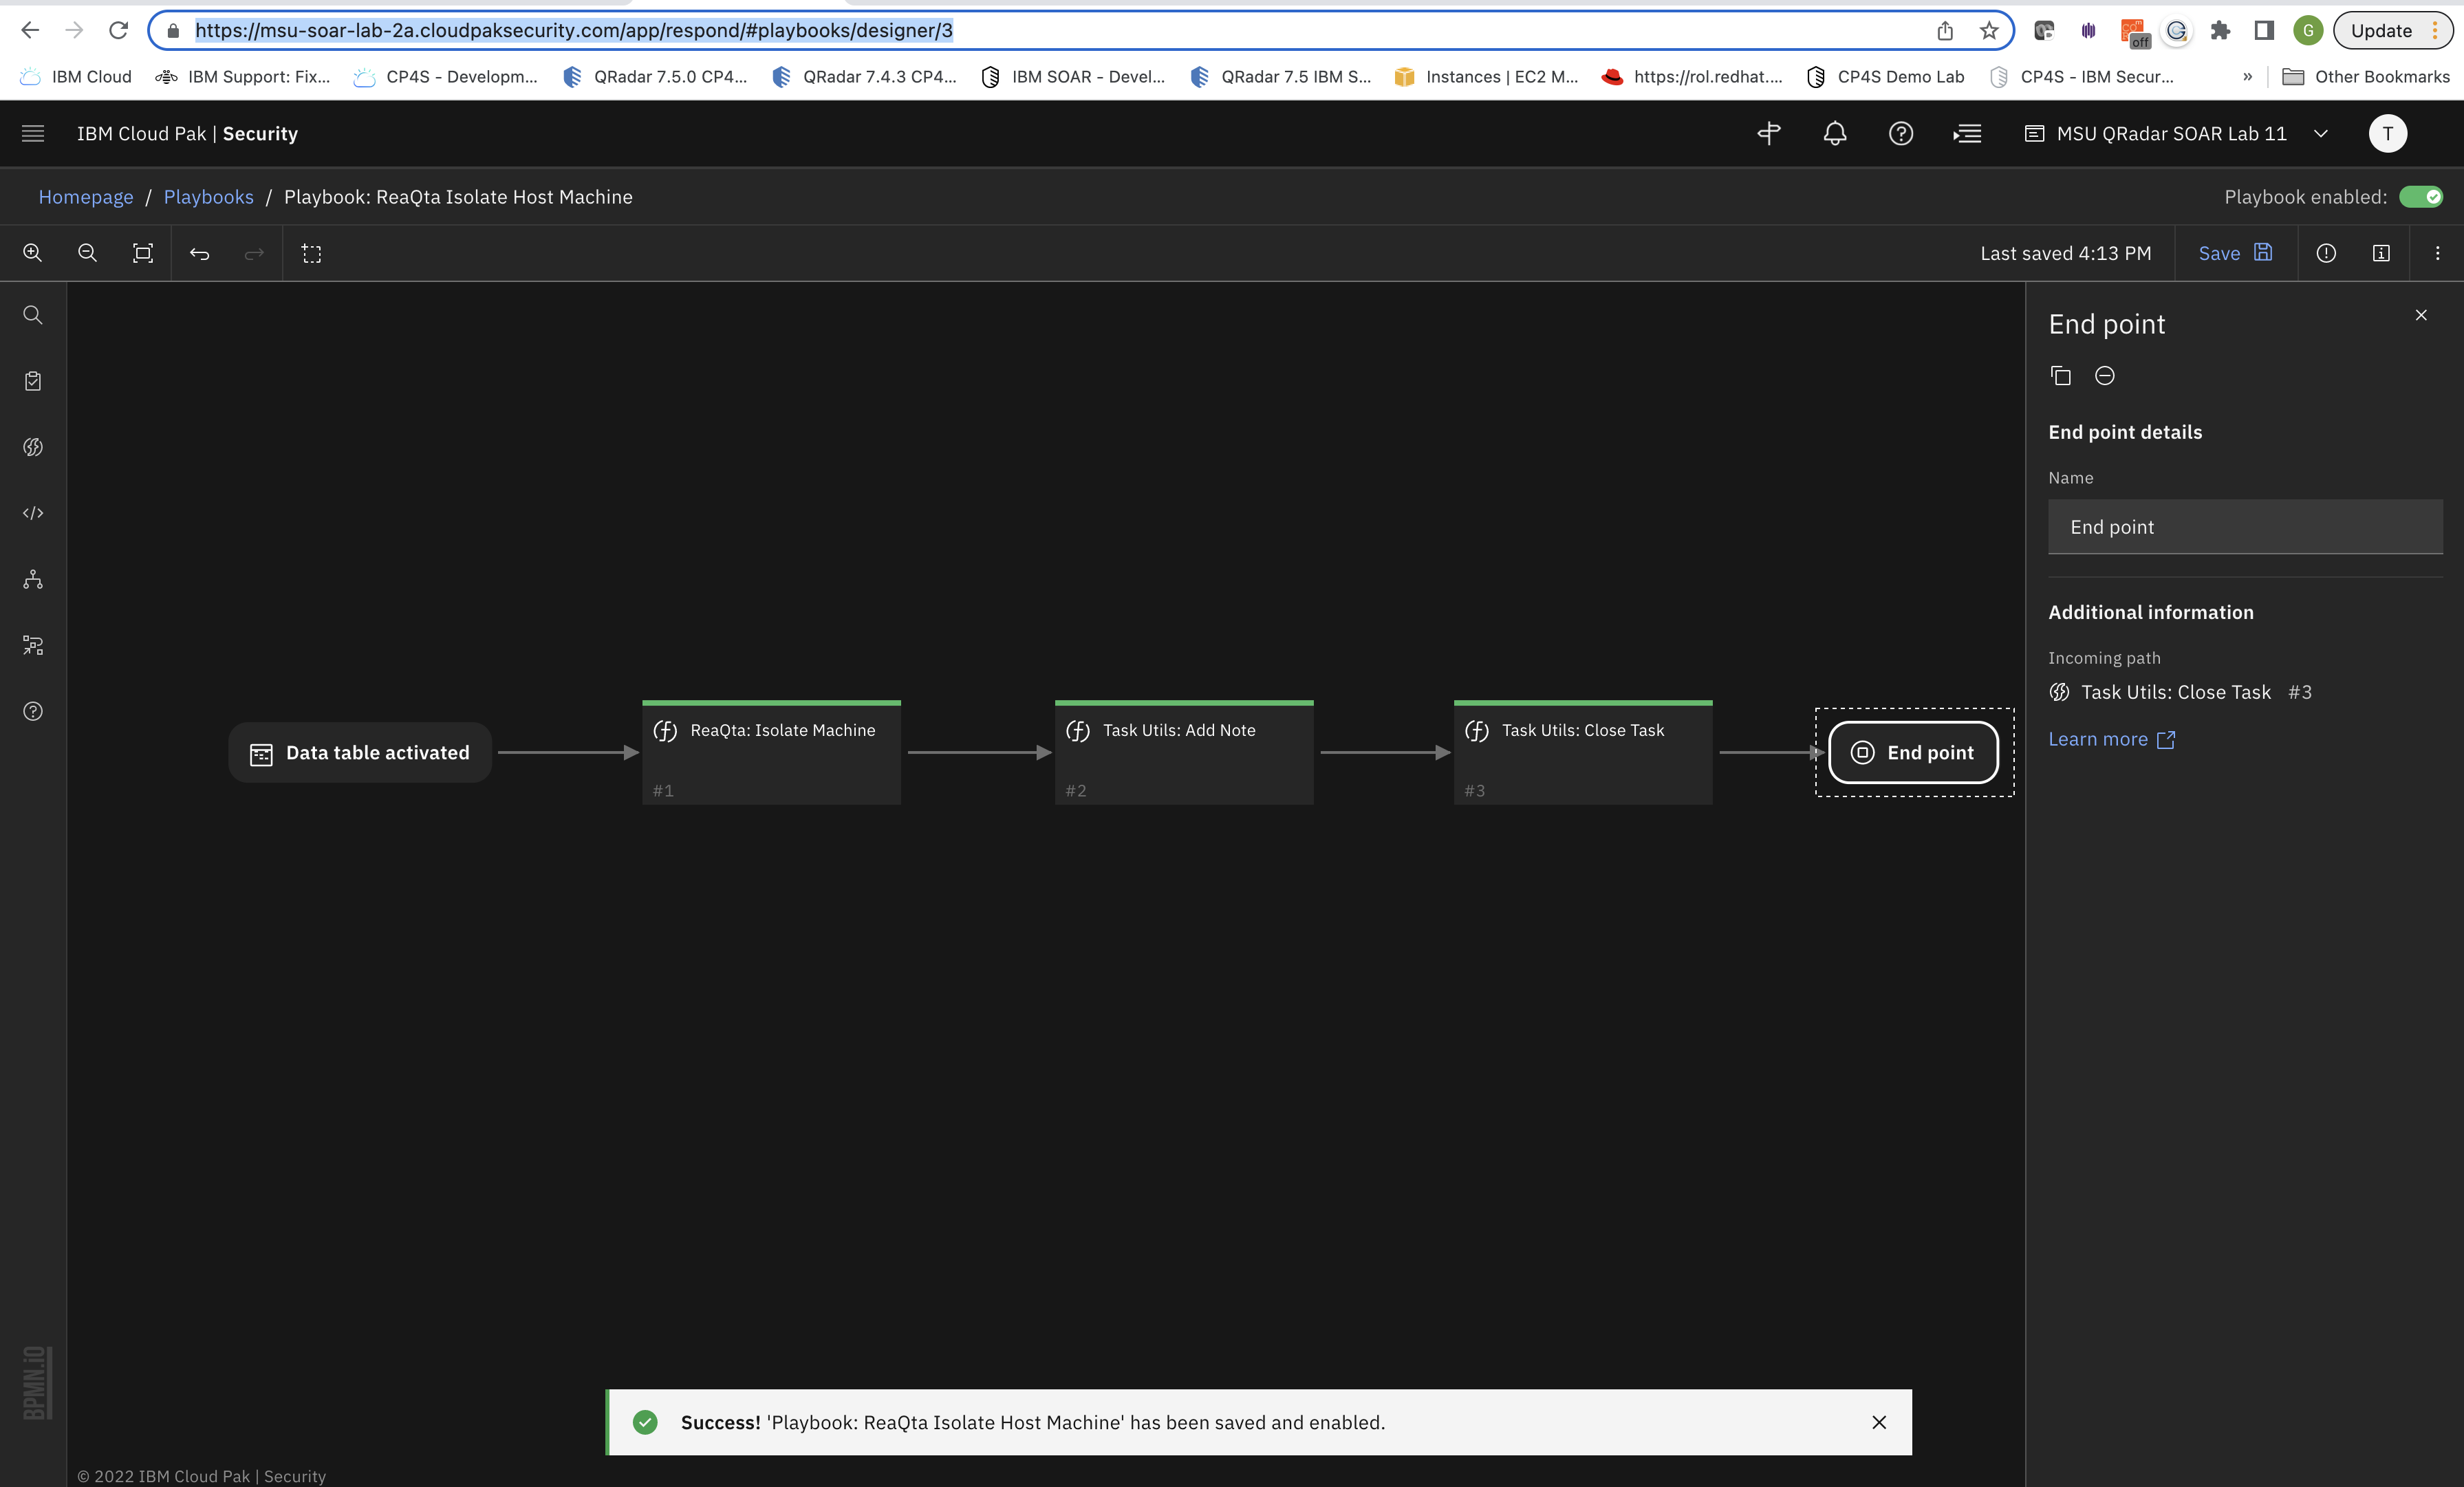 https://msu-soar-lab-2a.cloudpaksecurity.com/app/respond/#playbooks/designer/3
off
G
Update
IBM Cloud
IBM Support: Fix...
CP4S - Developm...
QRadar 7.5.0 CP4...
QRadar 7.4.3 CP4...
IBM SOAR - Devel...
QRadar 7.5 IBM S...
Instances | EC2 M...
https://rol.redhat....
CP4S Demo Lab
CP4S - IBM Secur...
»
Other Bookmarks
IBM Cloud Pak | Security
MSU QRadar SOAR Lab 11
T
Homepage / Playbooks / Playbook: ReaQta Isolate Host Machine
Playbook enabled:
Last saved 4:13 PM
Save
Data table activated
ReaQta: Isolate Machine
#1
Task Utils: Add Note
#2
Task Utils: Close Task
#3
End point
End point
End point details
Name
End point
Additional information
Incoming path
Task Utils: Close Task #3
Learn more
BPMN.iO
Success! 'Playbook: ReaQta Isolate Host Machine' has been saved and enabled.
© 2022 IBM Cloud Pak | Security